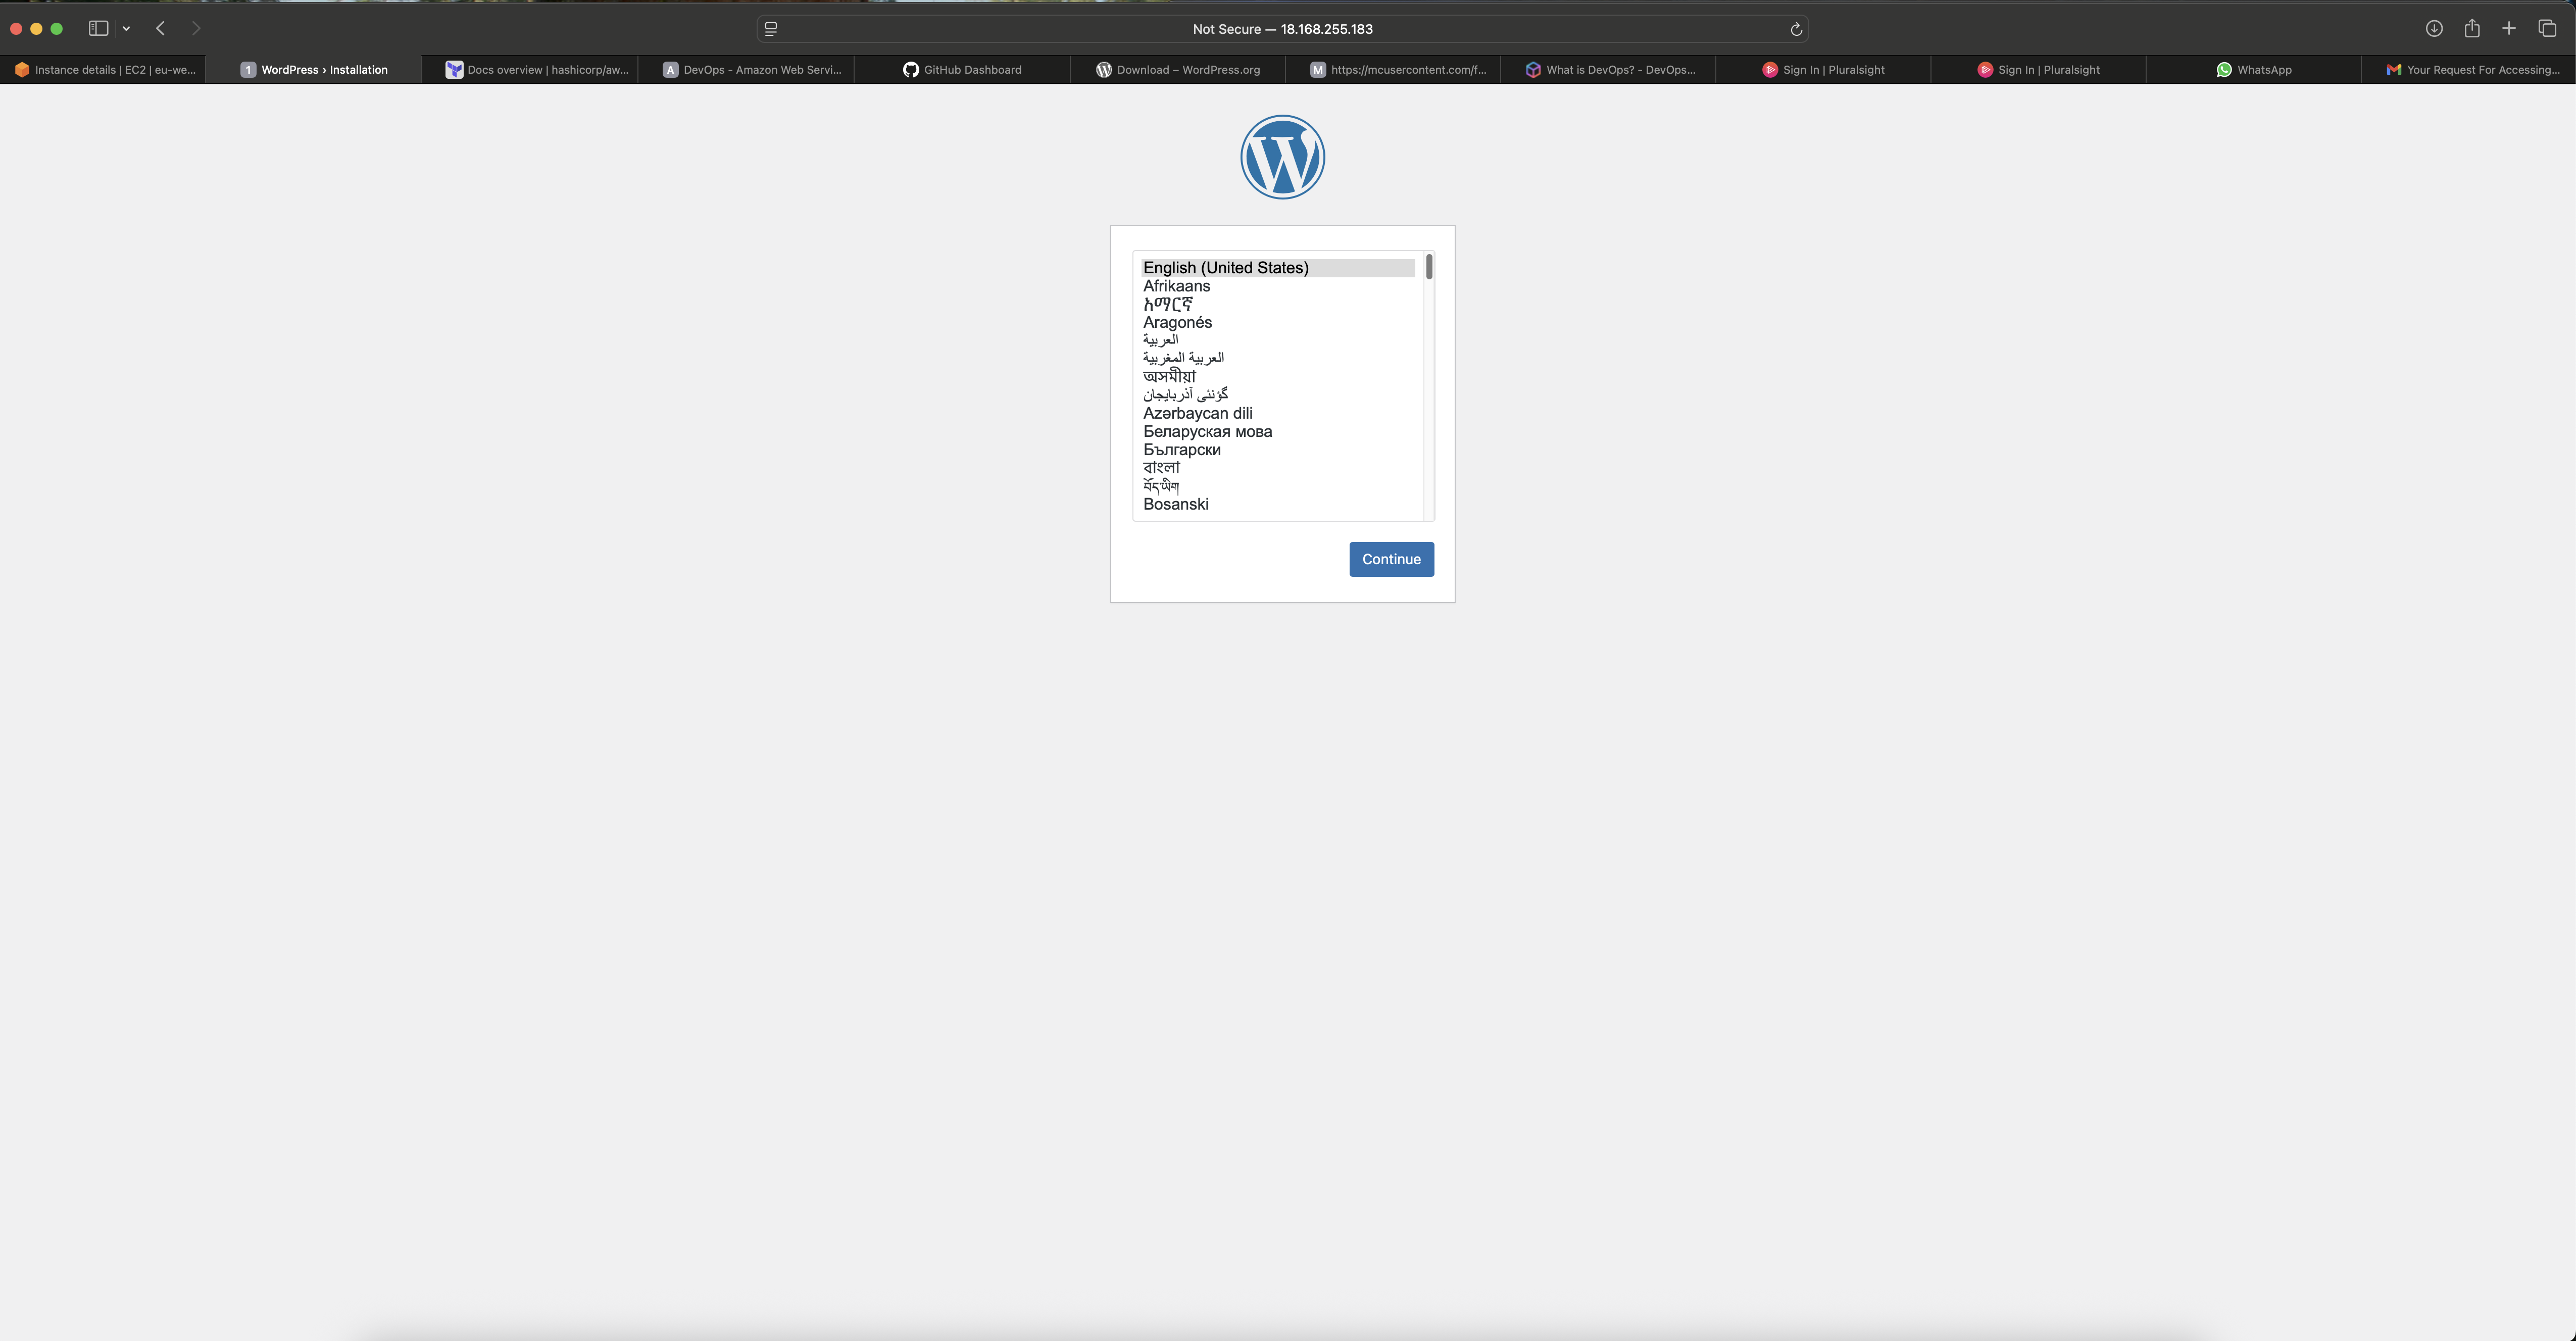 Not Secure — 18.168.255.183
Instance details | EC2 | eu-we...
1 WordPress › Installation
Docs overview | hashicorp/aw...
A DevOps - Amazon Web Servi...
GitHub Dashboard
Download – WordPress.org
M https://mcusercontent.com/f...
What is DevOps? - DevOps...
Sign In | Pluralsight
Sign In | Pluralsight
WhatsApp
Your Request For Accessing...
English (United States)
Afrikaans
አማርኛ
Aragonés
العربية
العربية المغربية
অসমীয়া
گؤنئی آذربایجان
Azərbaycan dili
Беларуская мова
Български
বাংলা
བོད་ཡིག
Bosanski
Continue